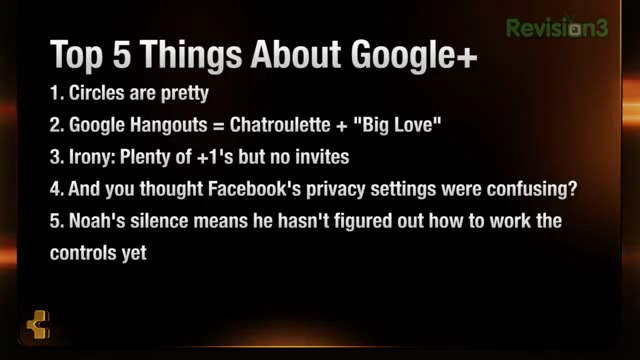 Revision3
Top 5 Things About Google+
1. Circles are pretty
2. Google Hangouts = Chatroulette + "Big Love"
3. Irony: Plenty of +1's but no invites
4. And you thought Facebook's privacy settings were confusing?
5. Noah's silence means he hasn't figured out how to work the
controls yet